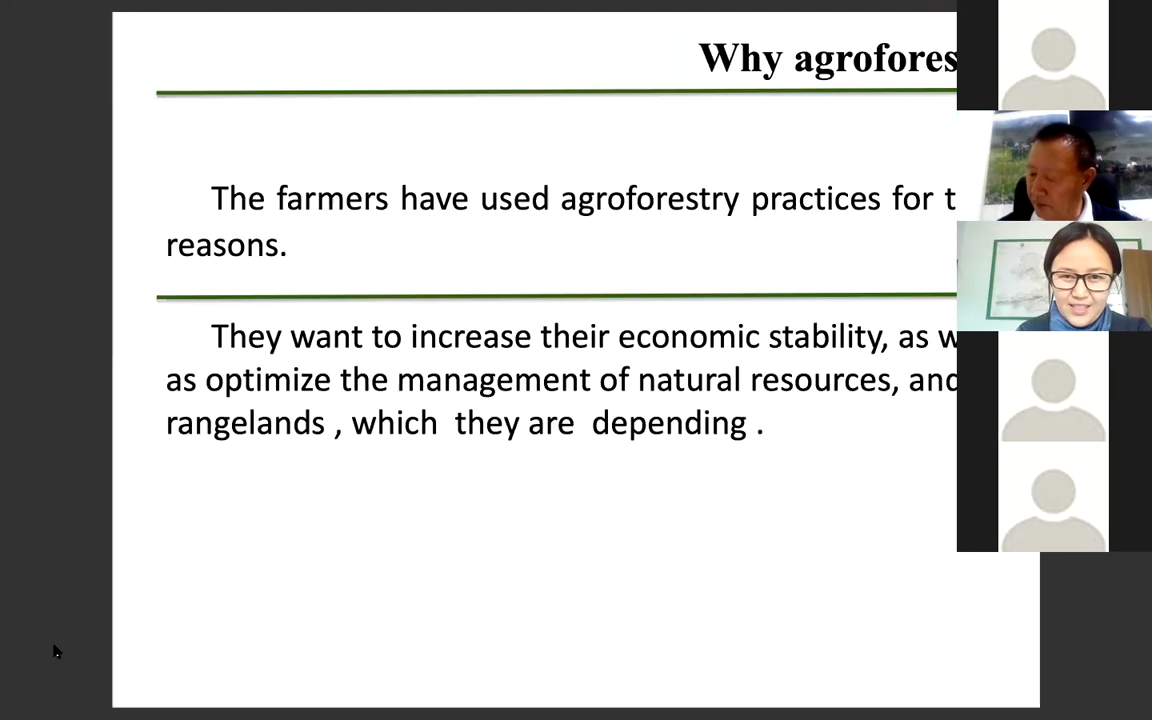 Why agrofores
The farmers have used agroforestry practices for t
reasons.
They want to increase their economic stability, as w
as optimize the management of natural resources, and
rangelands , which they are depending .